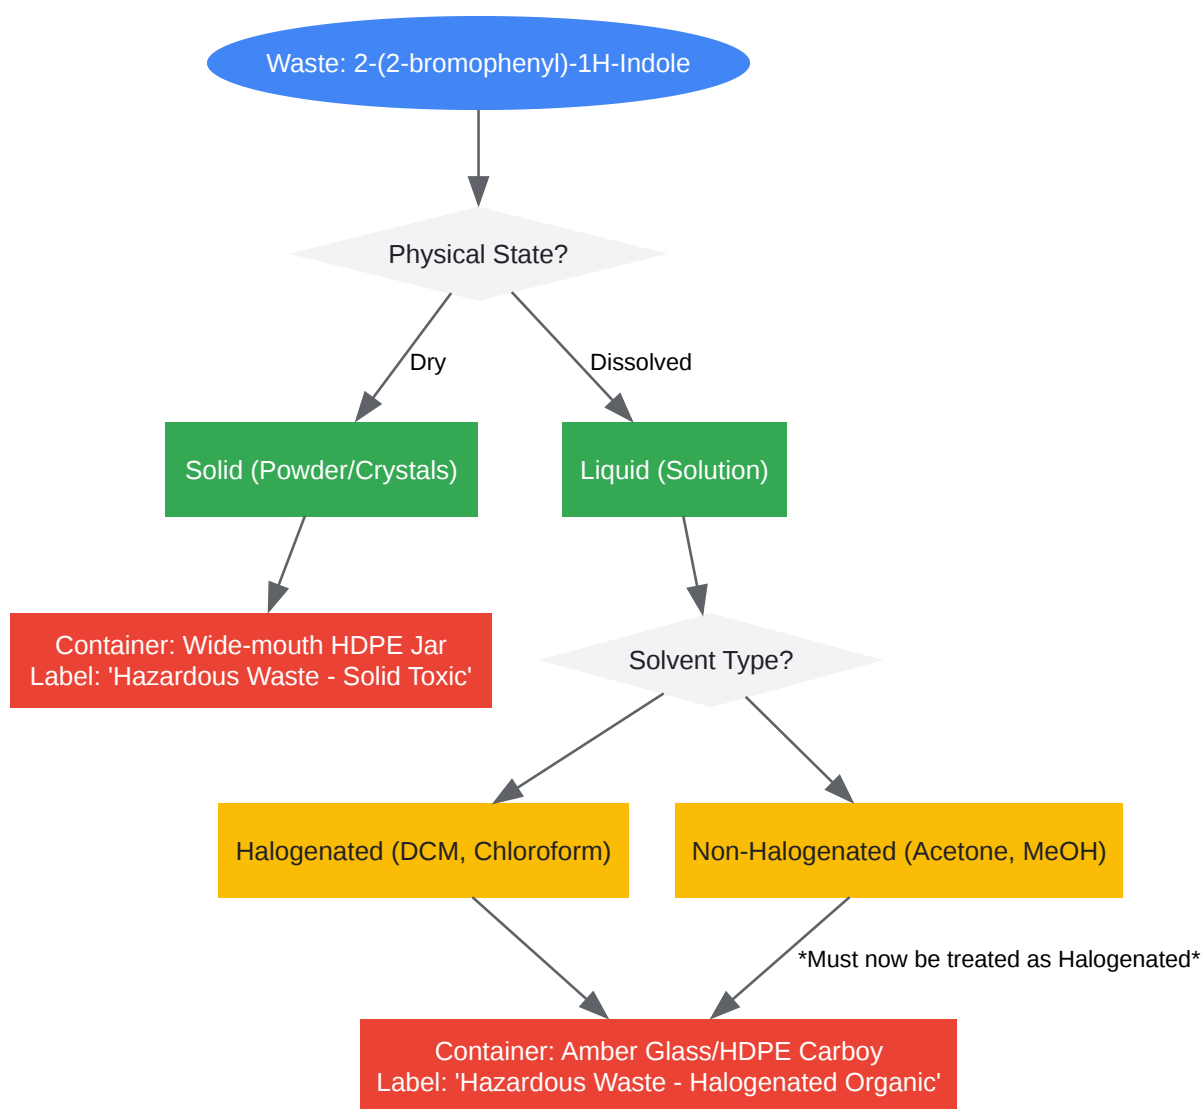 Waste: 2-(2-bromophenyl)-1H-Indole
Physical State?
Dry
Dissolved
Solid (Powder/Crystals)
Liquid (Solution)
Container: Wide-mouth HDPE Jar
Label: 'Hazardous Waste - Solid Toxic'
Solvent Type?
Halogenated (DCM, Chloroform)
Non-Halogenated (Acetone, MeOH)
*Must now be treated as Halogenated*
Container: Amber Glass/HDPE Carboy
Label: 'Hazardous Waste - Halogenated Organic'